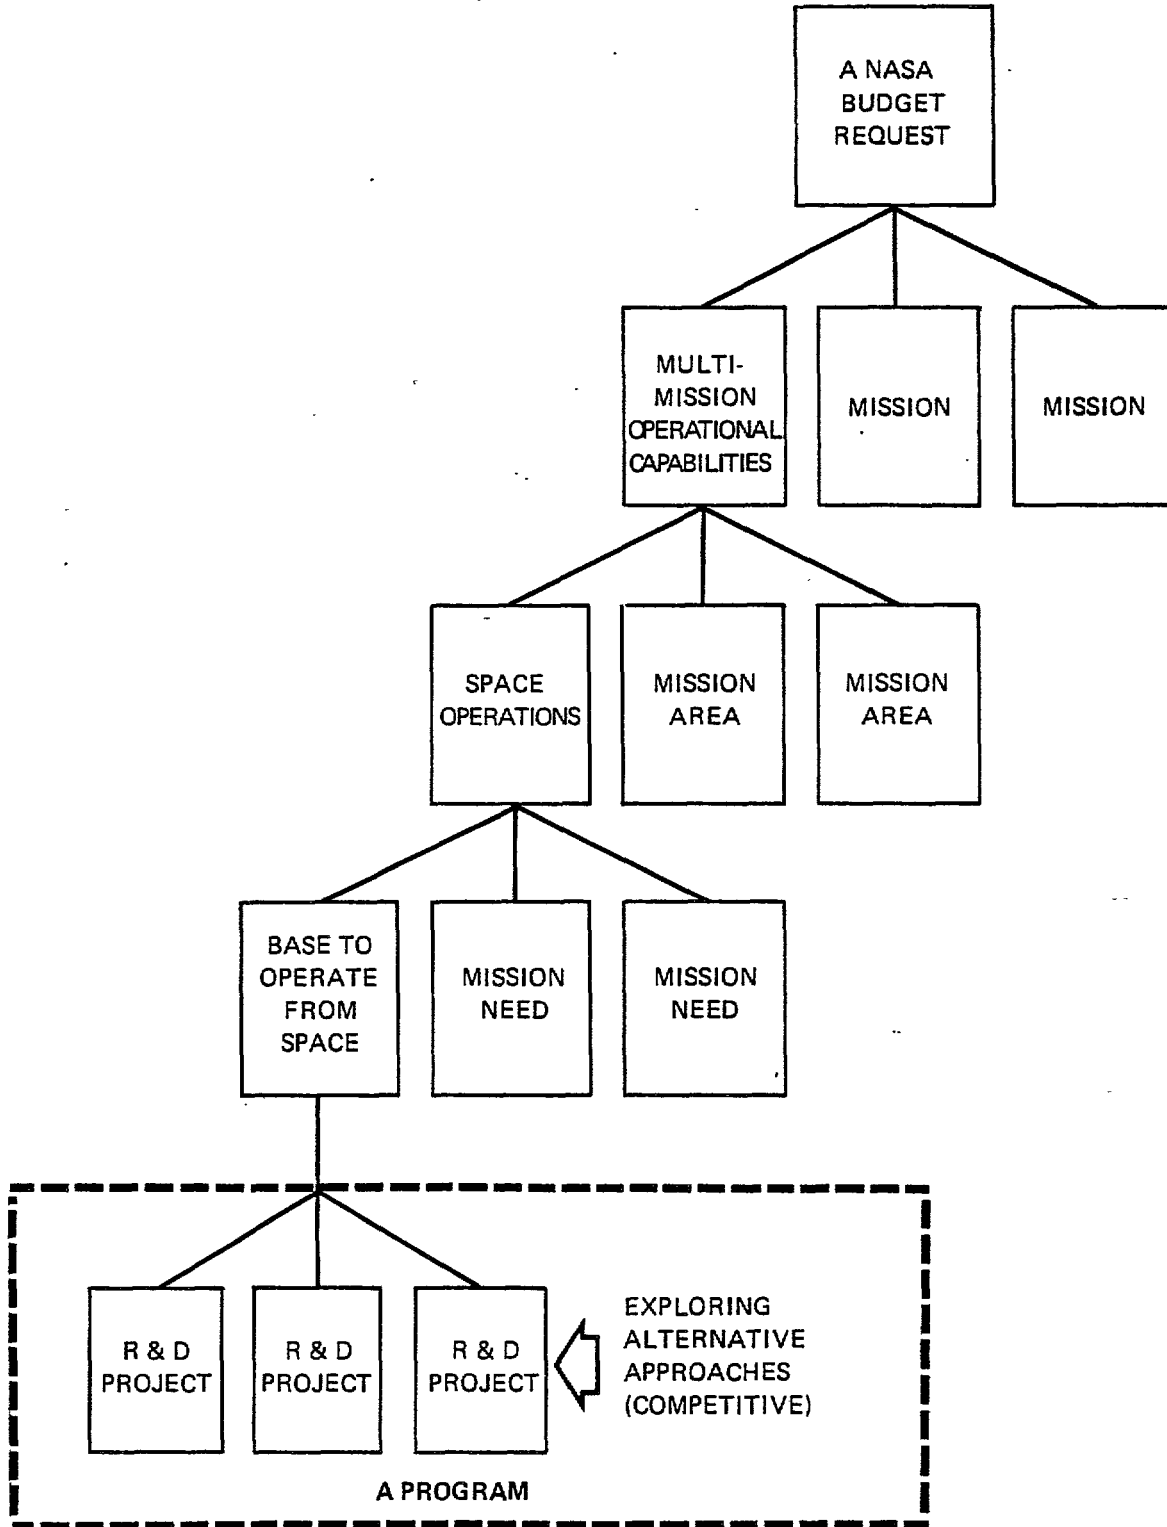 A NASA
BUDGET
REQUEST
MULTI-
MISSION
OPERATIONAL
CAPABILITIES
MISSION
MISSION
SPACE
OPERATIONS
MISSION
AREA
MISSION
AREA
BASE TO
OPERATE
FROM
SPACE
MISSION
NEED
MISSION
NEED
R & D
PROJECT
R & D
PROJECT
R & D
PROJECT
EXPLORING
ALTERNATIVE
APPROACHES
(COMPETITIVE)
A PROGRAM